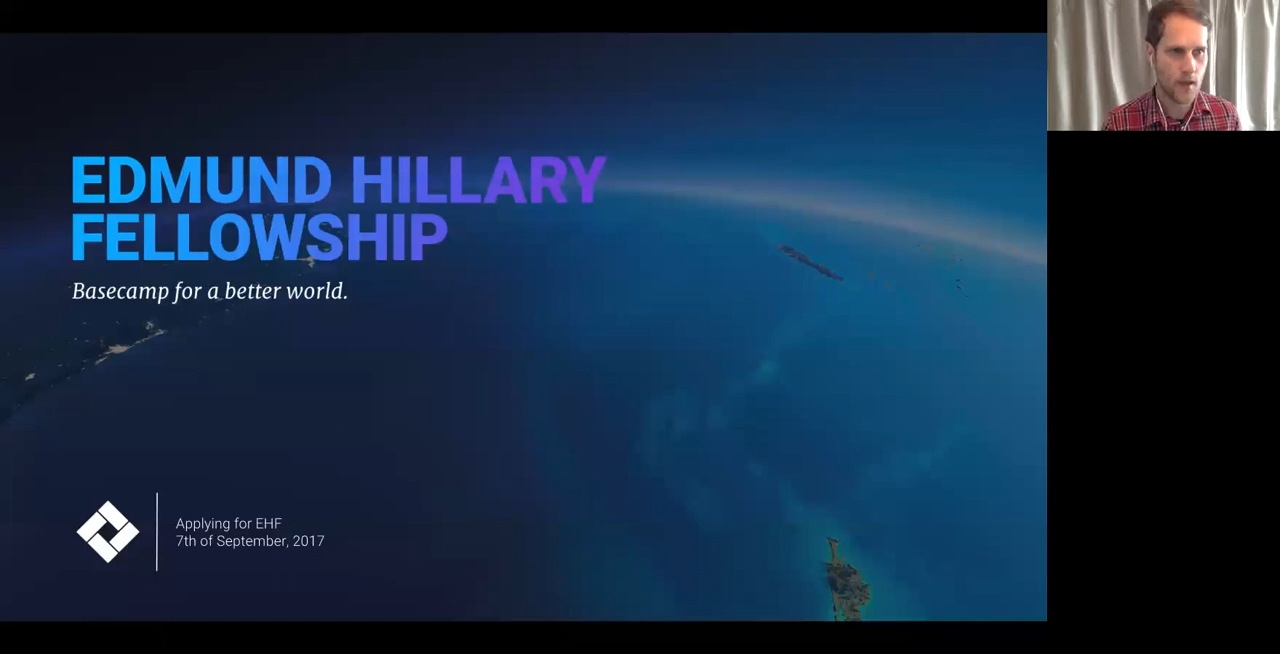 EDMUND HILLARY
FELLOWSHIP
Basecamp for a better world.
Applying for EHF
7th of September, 2017